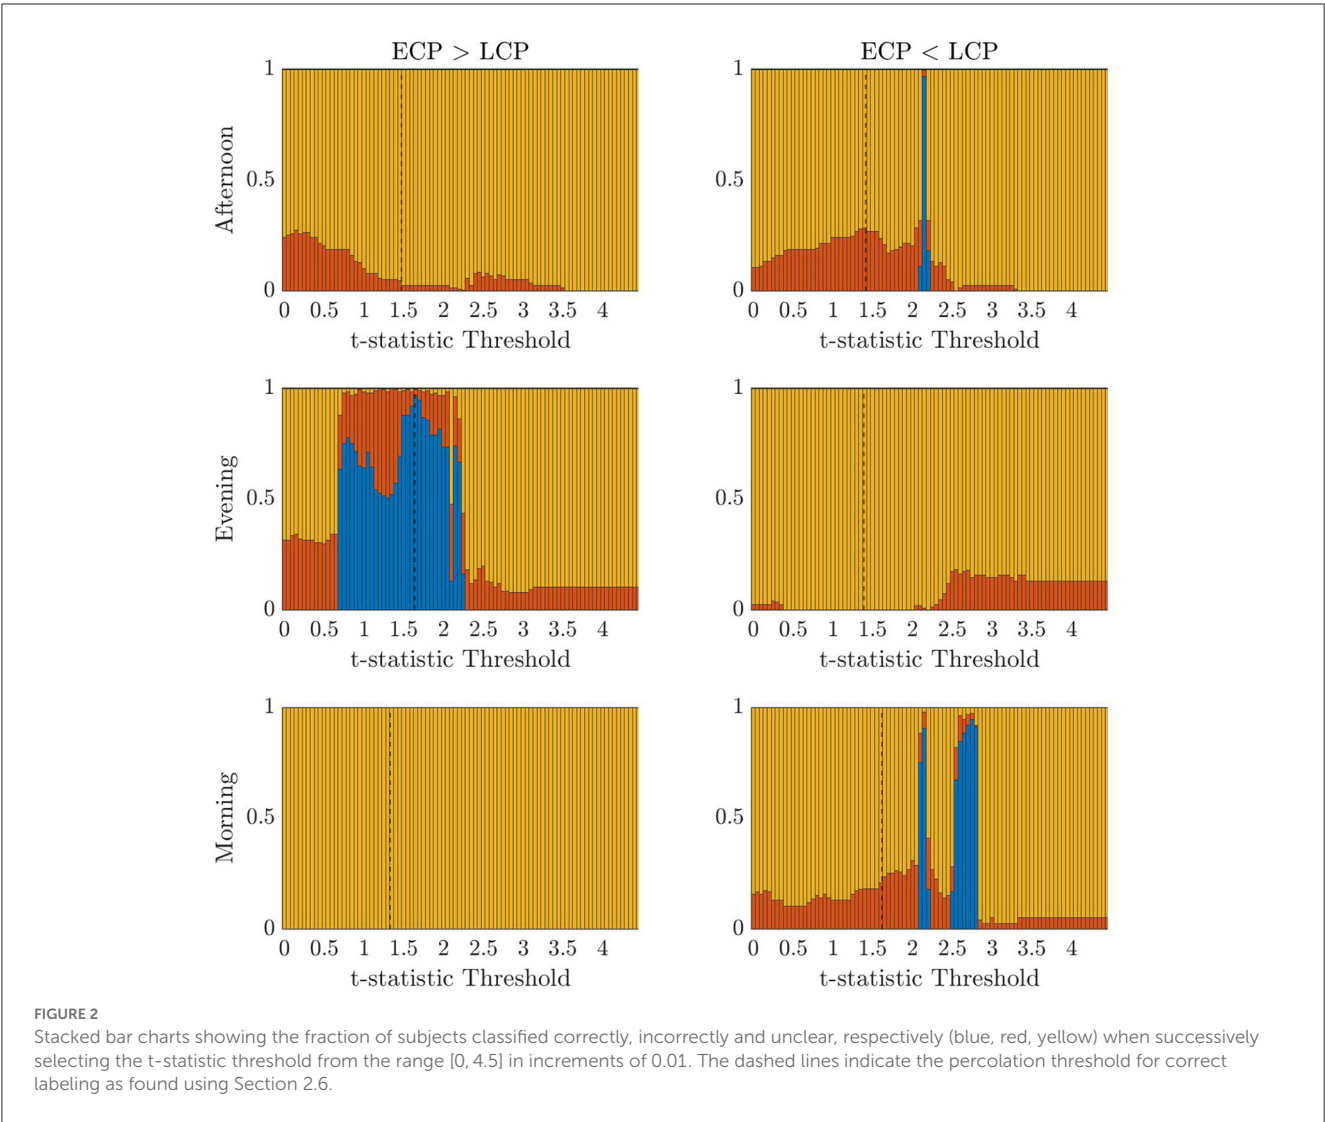 ECP > LCP
ECP < LCP
Afternoon
1
0.5
0
0 0.5 1 1.5 2 2.5 3 3.5 4
t-statistic Threshold
1
0.5
0
0 0.5 1 1.5 2 2.5 3 3.5 4
t-statistic Threshold
Evening
1
0.5
0
0 0.5 1 1.5 2 2.5 3 3.5 4
t-statistic Threshold
1
0.5
0
0 0.5 1 1.5 2 2.5 3 3.5 4
t-statistic Threshold
Morning
1
0.5
0
0 0.5 1 1.5 2 2.5 3 3.5 4
t-statistic Threshold
1
0.5
0
0 0.5 1 1.5 2 2.5 3 3.5 4
t-statistic Threshold
FIGURE 2
Stacked bar charts showing the fraction of subjects classified correctly, incorrectly and unclear, respectively (blue, red, yellow) when successively
selecting the t-statistic threshold from the range [0, 4.5] in increments of 0.01. The dashed lines indicate the percolation threshold for correct
labeling as found using Section 2.6.